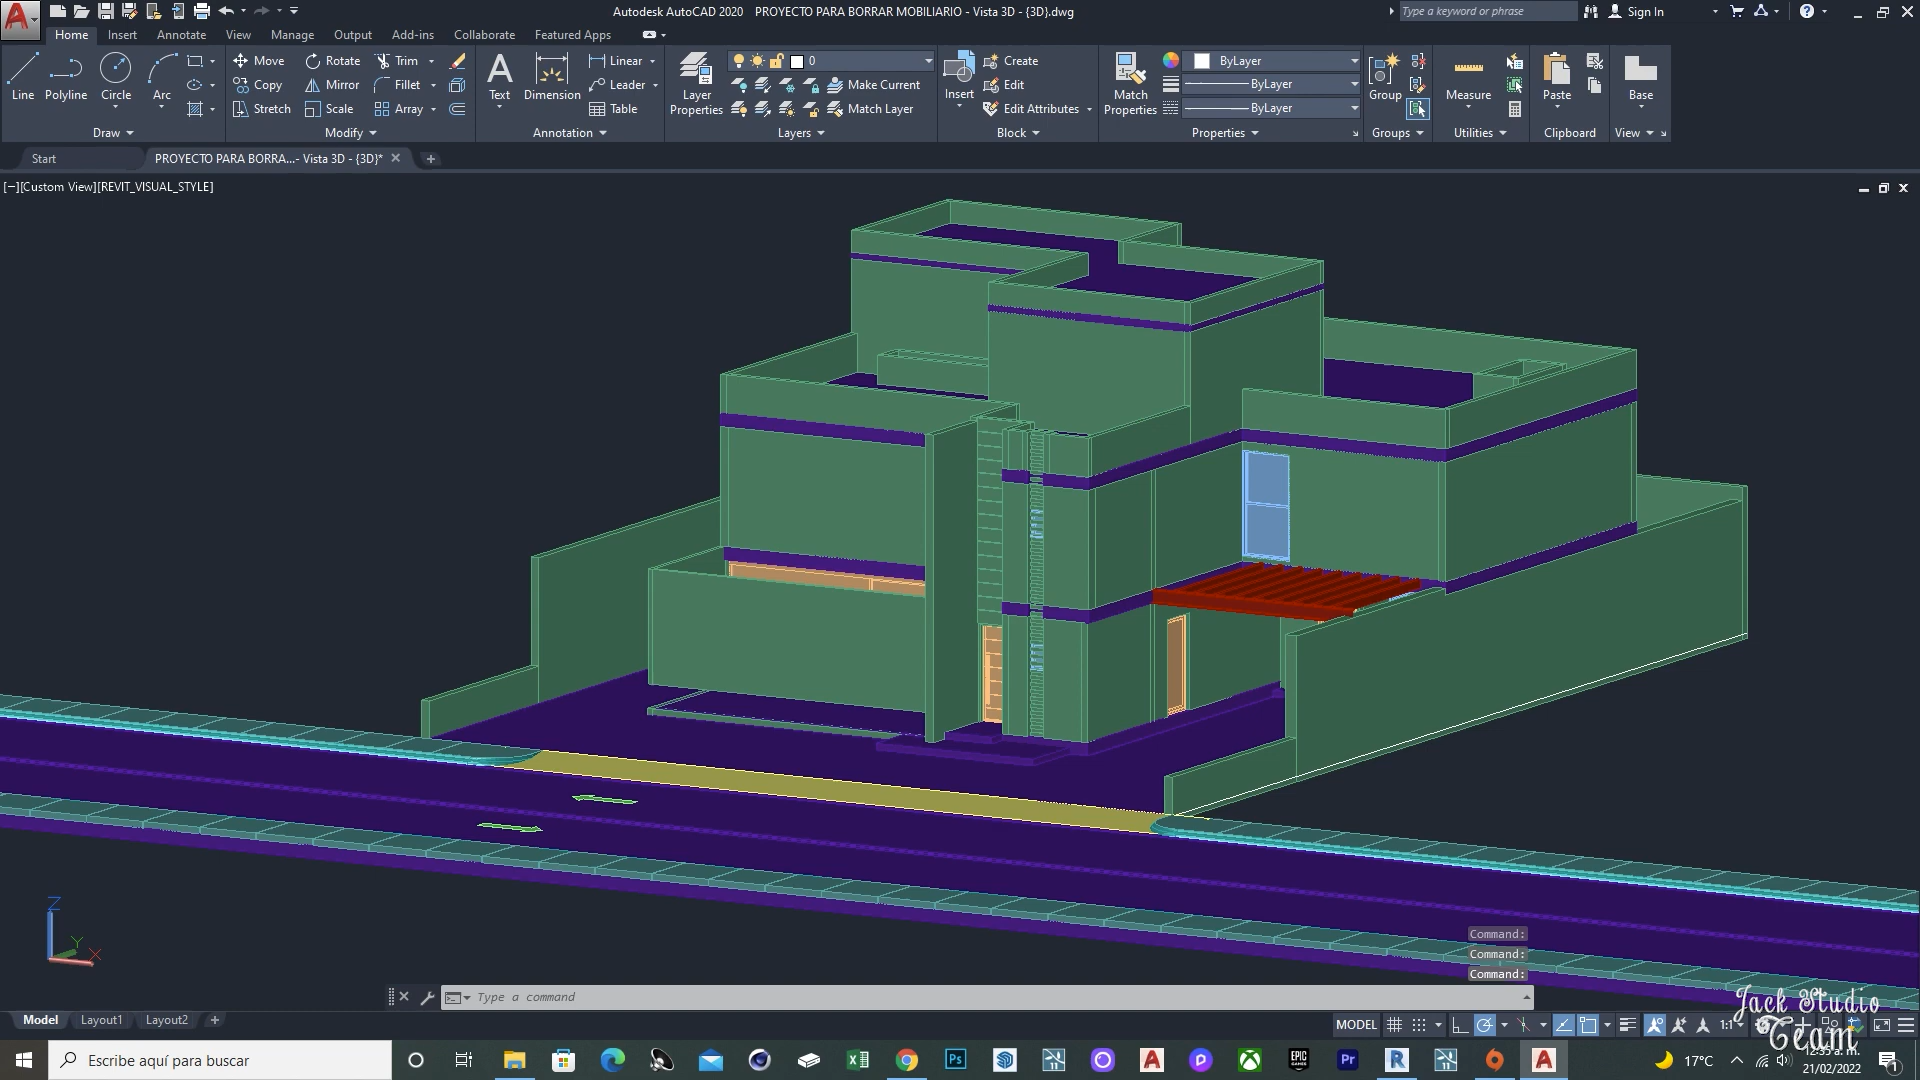 Autodesk AutoCAD 2020 PROYECTO PARA BORRAR MOBILIARIO - Vista 3D - {3D}.dwg
Type a keyword or phrase
Sign In
Home Insert Annotate View Manage Output Add-ins Collaborate Featured Apps
Line Polyline Circle Arc
Move Rotate Trim
Copy Mirror Fillet
Stretch Scale Array
Text Dimension
Linear
Leader
Table
Layer Properties
0
Make Current
Match Layer
Insert
Create
Edit
Edit Attributes
Match Properties
ByLayer
ByLayer
ByLayer
Group Measure Paste Base
Draw Modify Annotation Layers Block Properties Groups Utilities Clipboard View
Start PROYECTO PARA BORRA...- Vista 3D - {3D}*
[−][Custom View][REVIT_VISUAL_STYLE]
Z
Y
X
Command:
Command:
Command:
Type a command
Jack Studio
Team
Model Layout1 Layout2
MODEL 1:1
Escribe aquí para buscar
17°C
12:35 a. m.
21/02/2022